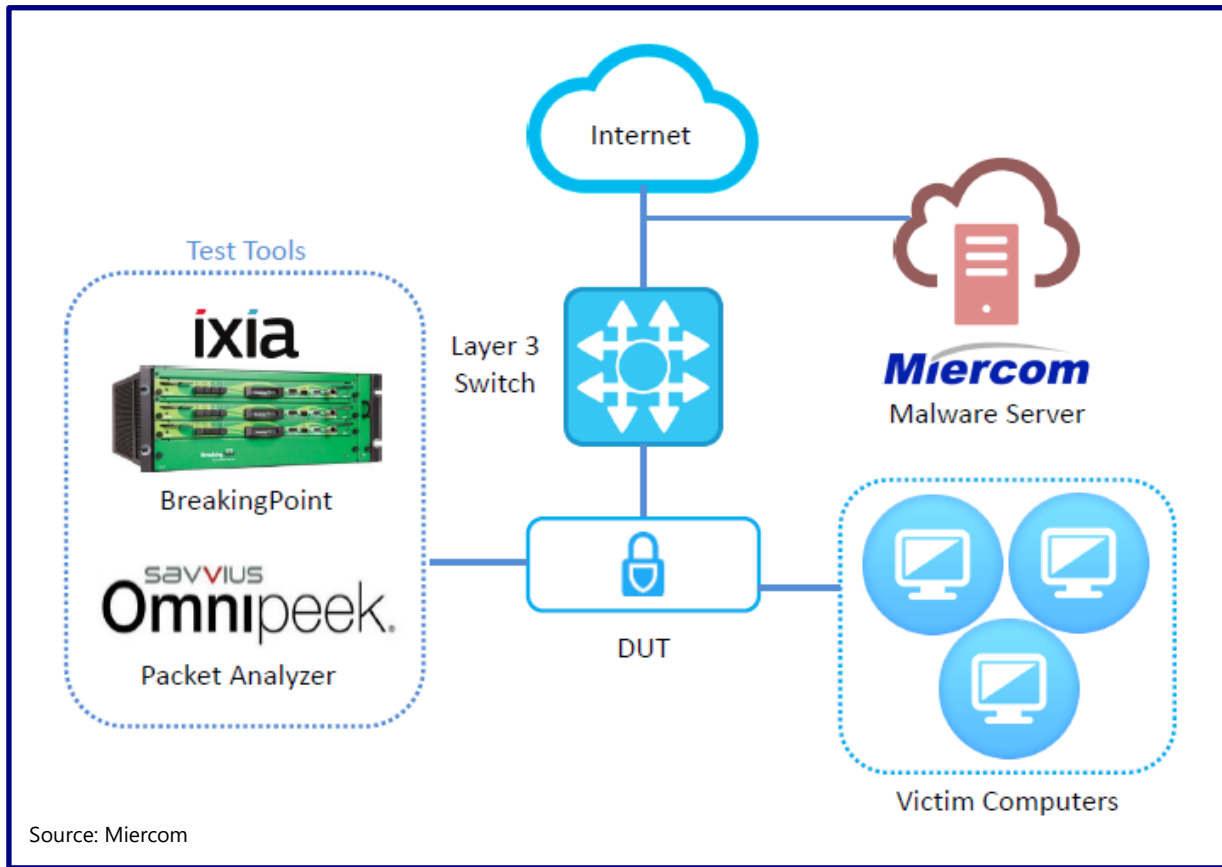 Internet
Test Tools
ixia
BreakingPoint
savvius
Omnipeek.
Packet Analyzer
Layer 3
Switch
DUT
Miercom
Malware Server
Victim Computers
Source: Miercom